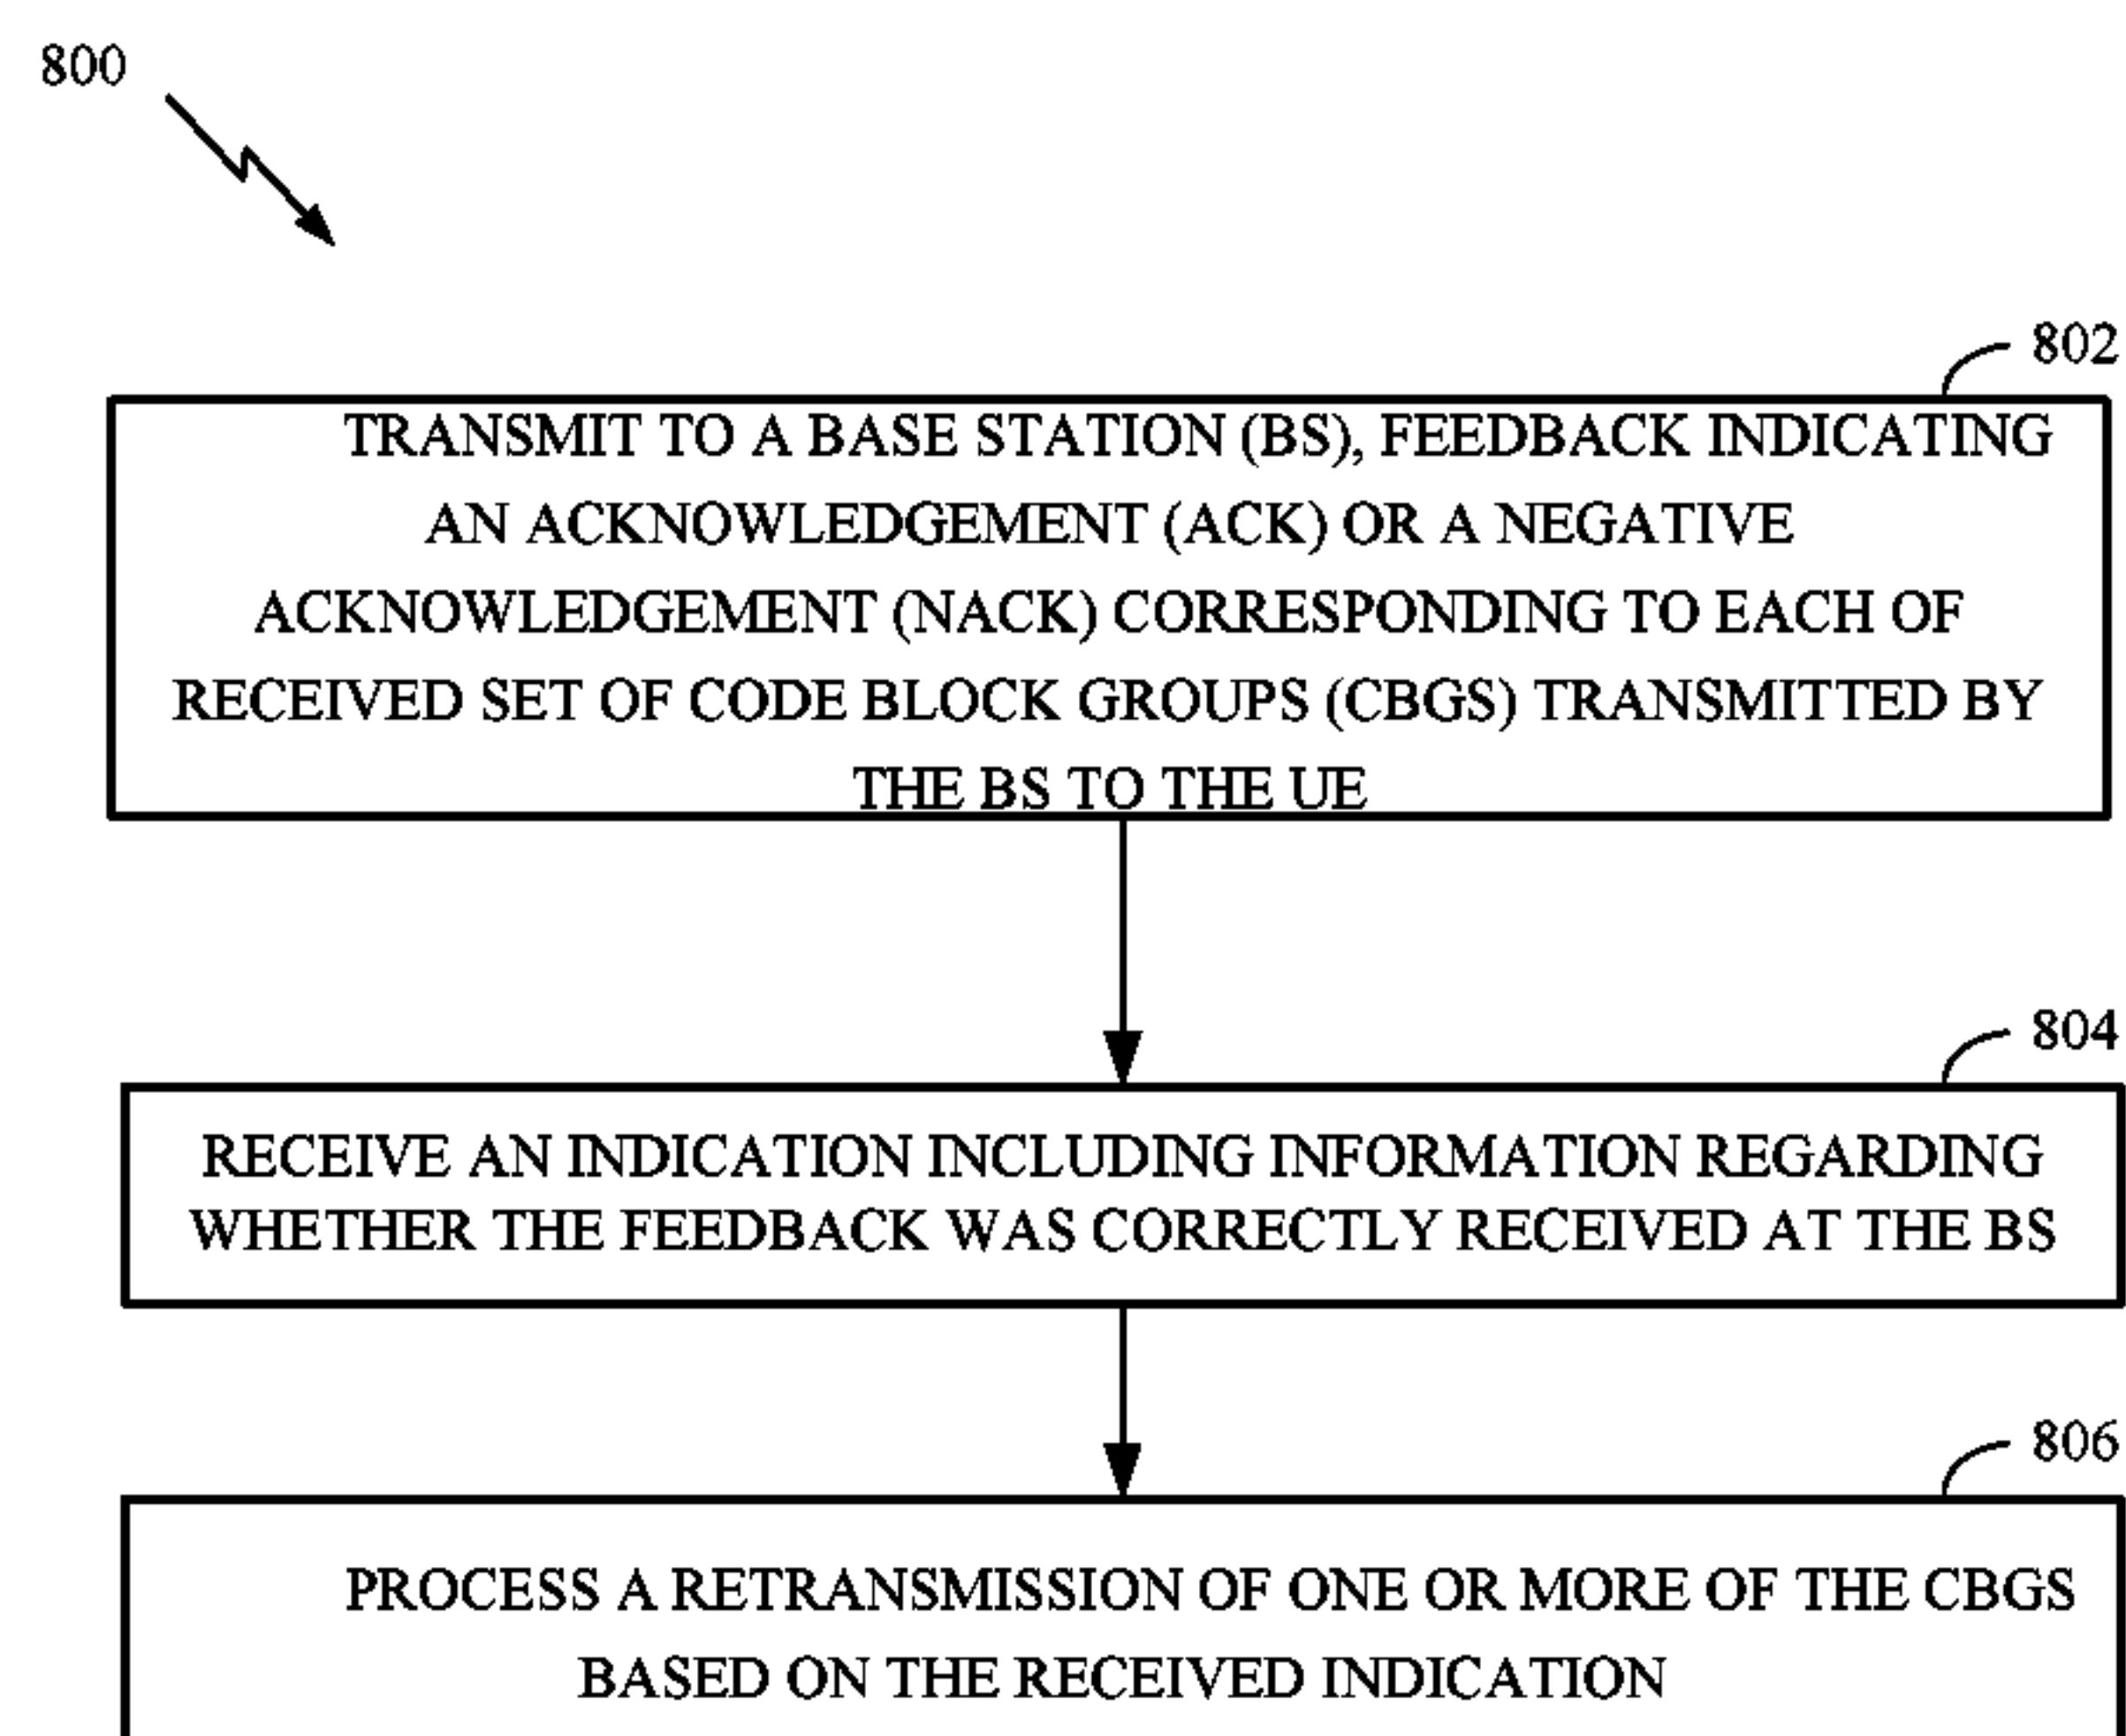 800
802
TRANSMIT TO A BASE STATION (BS), FEEDBACK INDICATING
AN ACKNOWLEDGEMENT (ACK) OR A NEGATIVE
ACKNOWLEDGEMENT (NACK) CORRESPONDING TO EACH OF
RECEIVED SET OF CODE BLOCK GROUPS (CBGS) TRANSMITTED BY
THE BS TO THE UE
804
RECEIVE AN INDICATION INCLUDING INFORMATION REGARDING
WHETHER THE FEEDBACK WAS CORRECTLY RECEIVED AT THE BS
806
PROCESS A RETRANSMISSION OF ONE OR MORE OF THE CBGS
BASED ON THE RECEIVED INDICATION